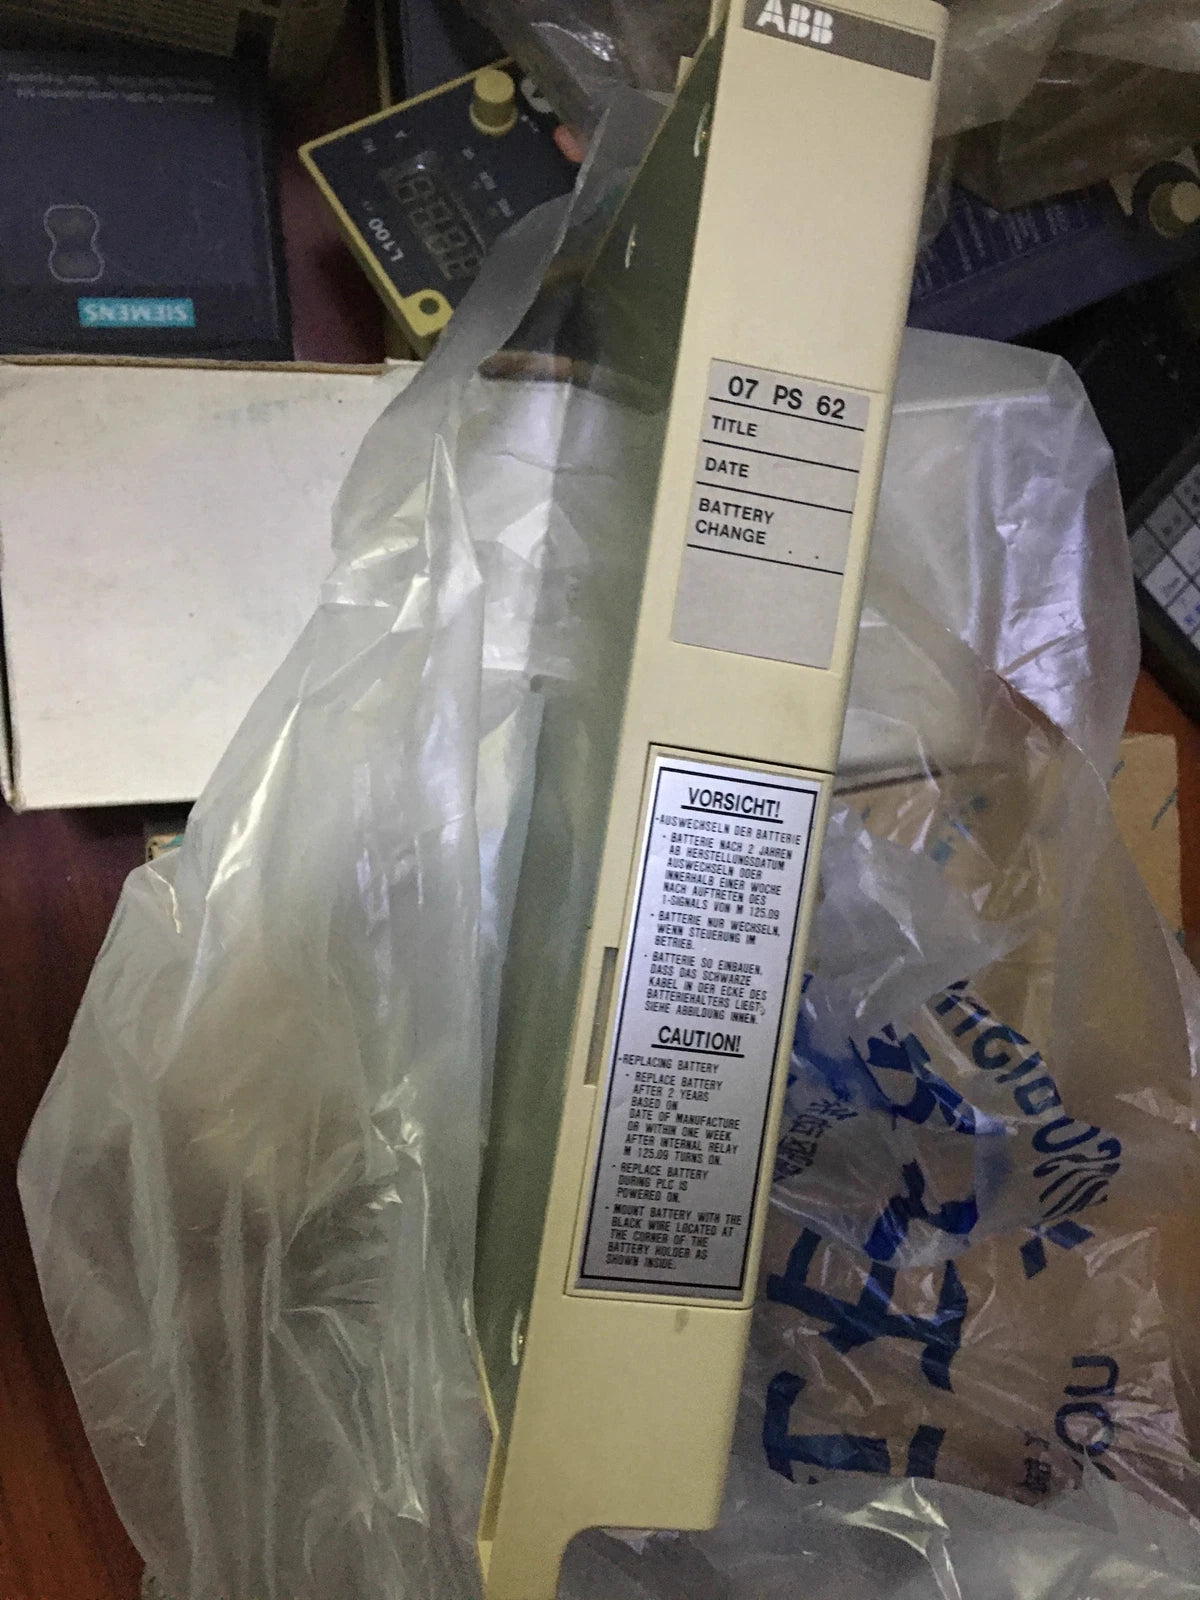 ABB
07 PS 62
TITLE
DATE
BATTERY
CHANGE . .
VORSICHT!
-AUSWECHSELN DER BATTERIE
- BATTERIE NACH 2 JAHREN
AB HERSTELLUNGSDATUM
AUSWECHSELN ODER
INNERHALB EINER WOCHE
NACH AUFTRETEN DES
1-SIGNALS VON M 125.09
- BATTERIE NUR WECHSELN,
WENN STEUERUNG IM
BETRIEB.
- BATTERIE SO EINBAUEN,
DASS DAS SCHWARZE
KABEL IN DER ECKE DES
BATTERIEHALTERS LIEGT;
SIEHE ABBILDUNG INNEN.
CAUTION!
-REPLACING BATTERY
- REPLACE BATTERY
AFTER 2 YEARS
BASED ON
DATE OF MANUFACTURE
OR WITHIN ONE WEEK
AFTER INTERNAL RELAY
M 125.09 TURNS ON.
- REPLACE BATTERY
DURING PLC IS
POWERED ON.
- MOUNT BATTERY WITH THE
BLACK WIRE LOCATED AT
THE CORNER OF THE
BATTERY HOLDER AS
SHOWN INSIDE.
SIEMENS
L100
YOU